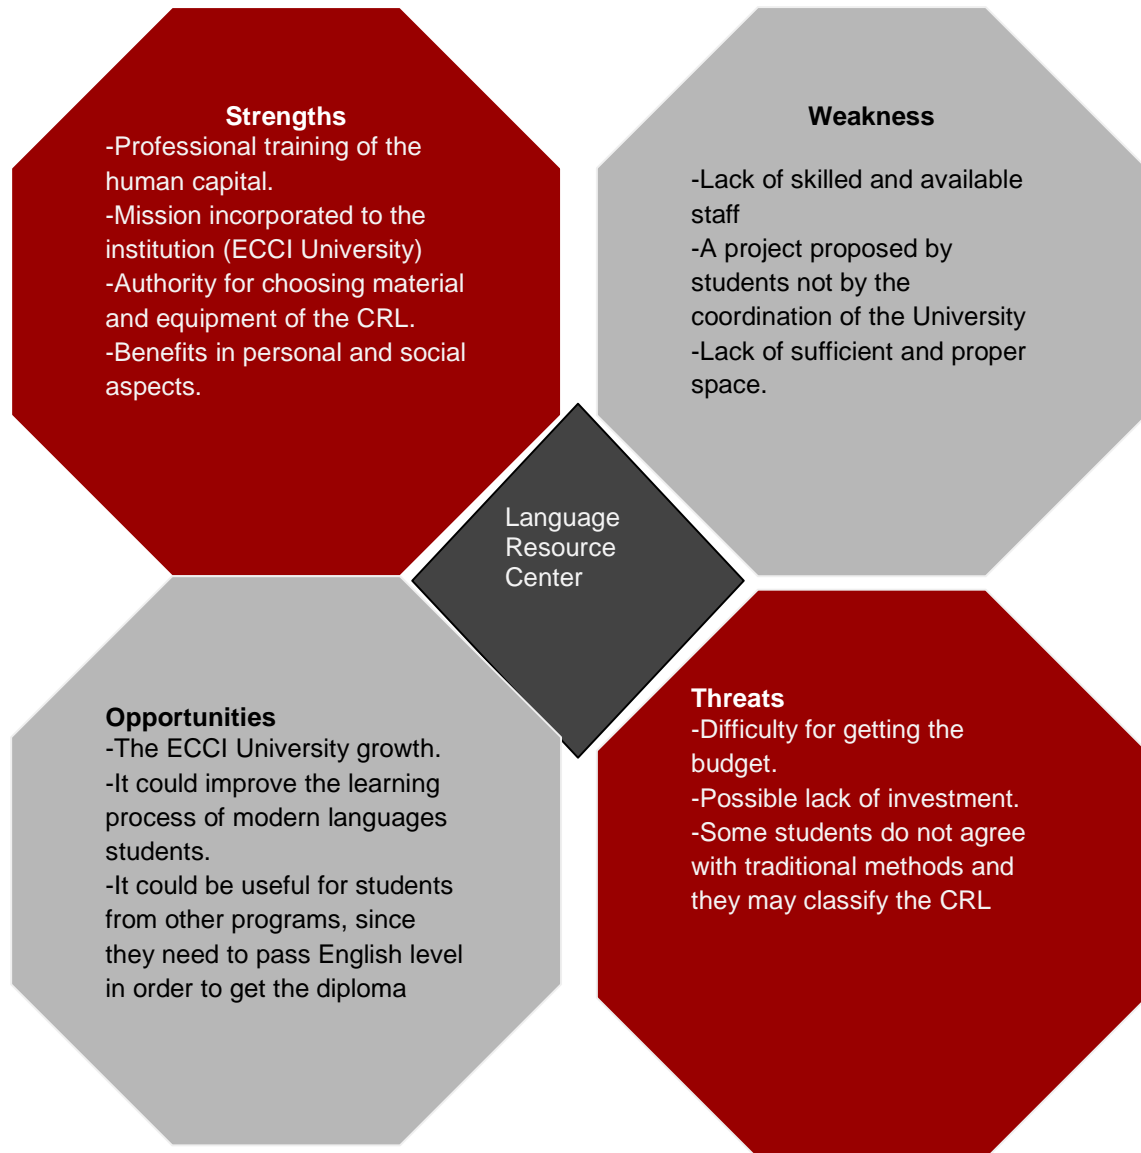 Strengths
-Professional training of the
human capital.
-Mission incorporated to the
institution (ECCI University)
-Authority for choosing material
and equipment of the CRL.
-Benefits in personal and social
aspects.
Weakness
-Lack of skilled and available
staff
-A project proposed by
students not by the
coordination of the University
-Lack of sufficient and proper
space.
Language
Resource
Center
Opportunities
-The ECCI University growth.
-It could improve the learning
process of modern languages
students.
-It could be useful for students
from other programs, since
they need to pass English level
in order to get the diploma
Threats
-Difficulty for getting the
budget.
-Possible lack of investment.
-Some students do not agree
with traditional methods and
they may classify the CRL